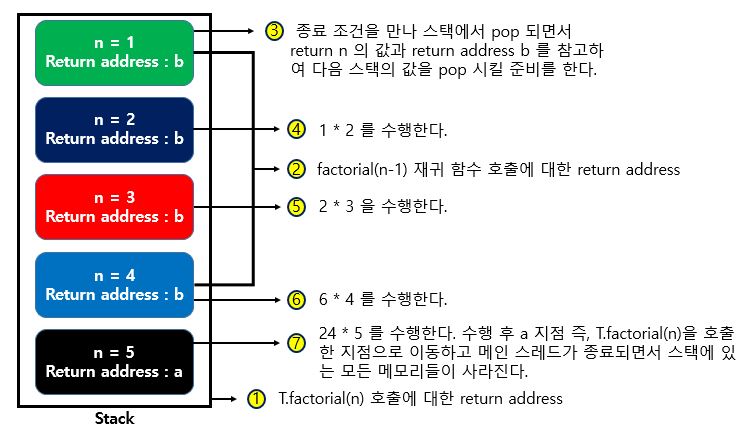 n = 1
Return address : b
n = 2
Return address : b
n = 3
Return address : b
n = 4
Return address : b
n = 5
Return address : a
Stack
③ 종료 조건을 만나 스택에서 pop 되면서
return n 의 값과 return address b 를 참고하
여 다음 스택의 값을 pop 시킬 준비를 한다.
④ 1 * 2 를 수행한다.
② factorial(n-1) 재귀 함수 호출에 대한 return address
⑤ 2 * 3 을 수행한다.
⑥ 6 * 4 를 수행한다.
⑦ 24 * 5 를 수행한다. 수행 후 a 지점 즉, T.factorial(n)을 호출
한 지점으로 이동하고 메인 스레드가 종료되면서 스택에 있
는 모든 메모리들이 사라진다.
① T.factorial(n) 호출에 대한 return address